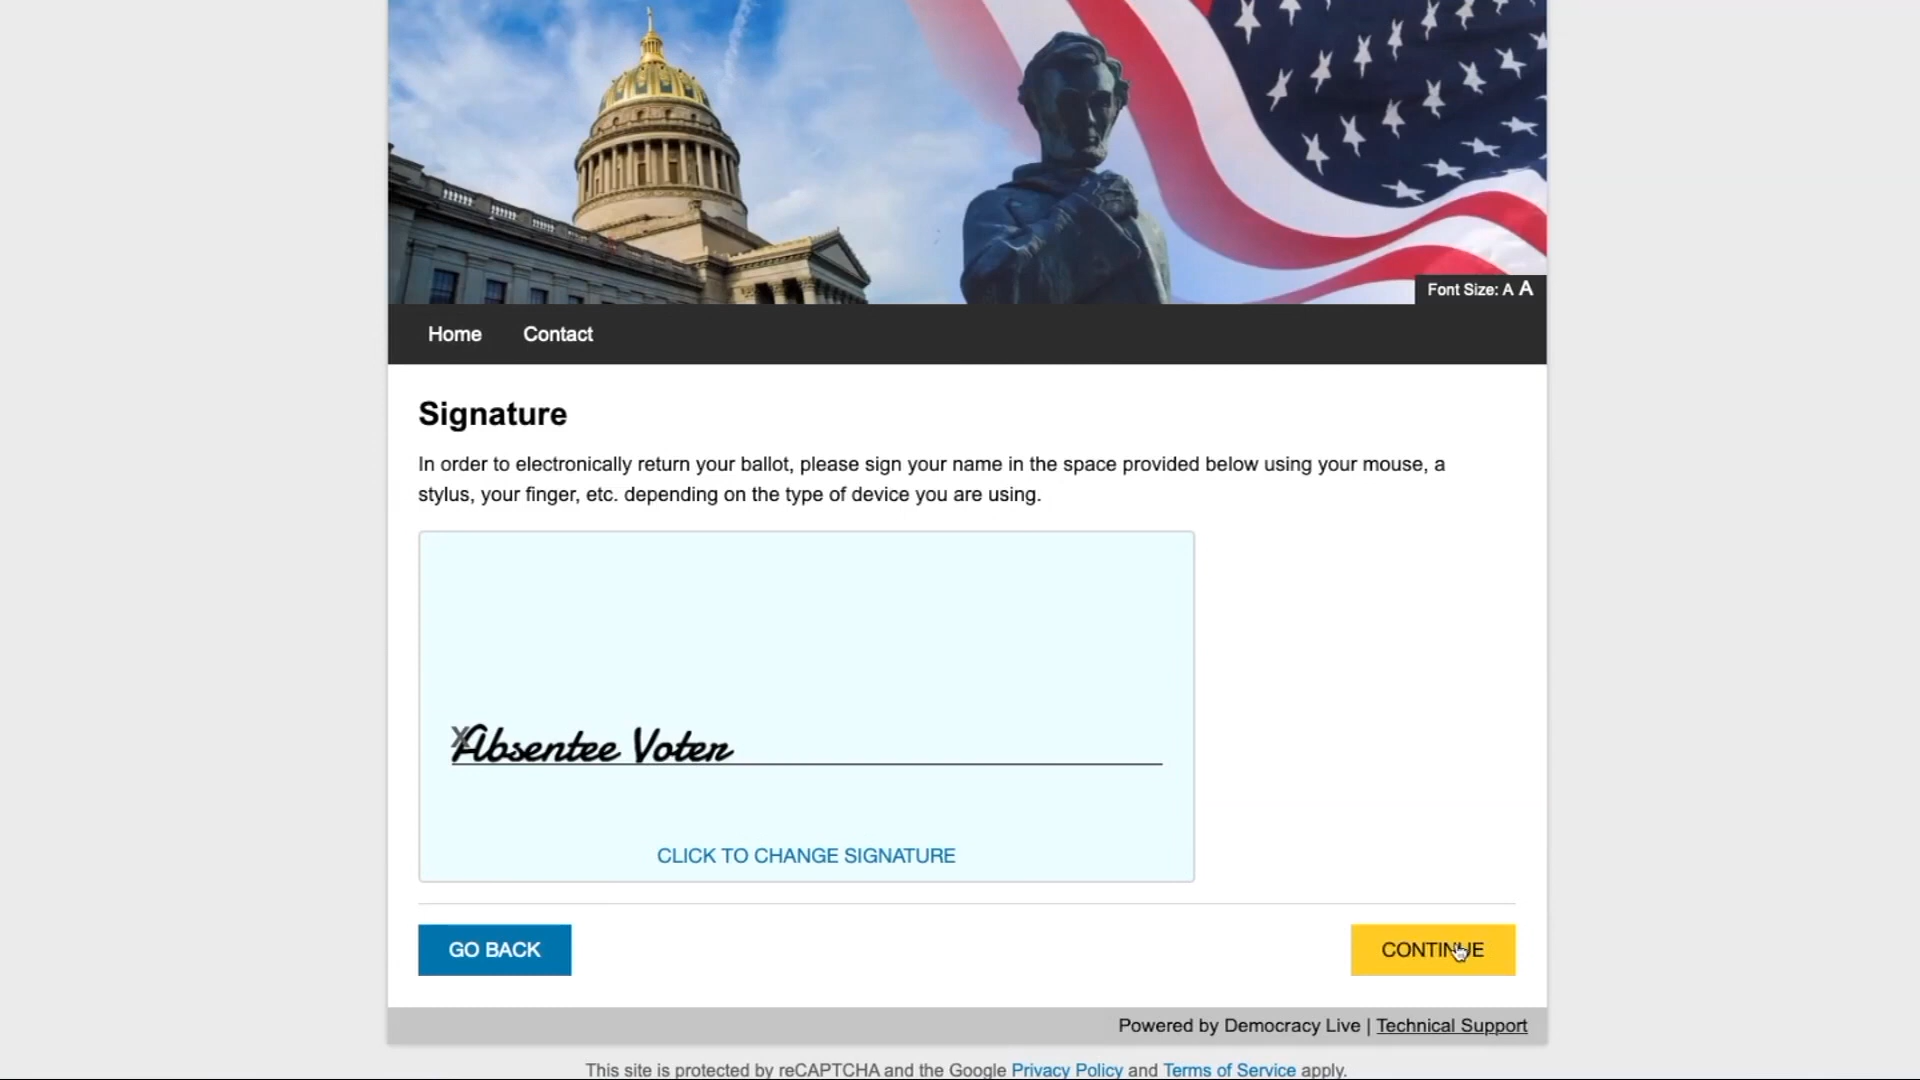 Font Size: A A
Home Contact
Signature
In order to electronically return your ballot, please sign your name in the space provided below using your mouse, a
stylus, your finger, etc. depending on the type of device you are using.
X Absentee Voter
CLICK TO CHANGE SIGNATURE
GO BACK CONTINUE
Powered by Democracy Live | Technical Support
This site is protected by reCAPTCHA and the Google Privacy Policy and Terms of Service apply.